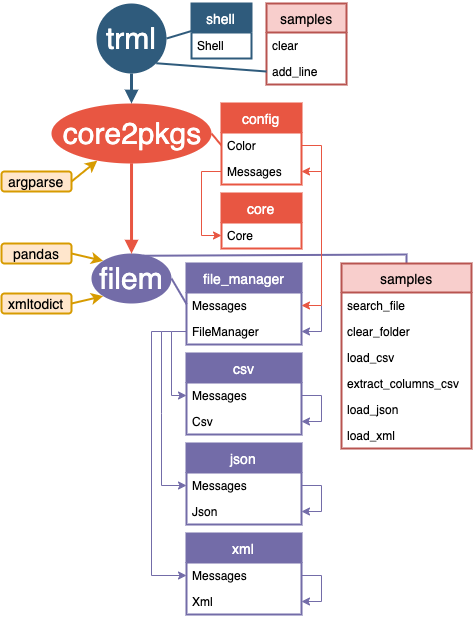 trml
shell
Shell
samples
clear
add_line
core2pkgs
config
Color
Messages
argparse
core
Core
pandas
filem
xmltodict
file_manager
Messages
FileManager
samples
search_file
clear_folder
load_csv
extract_columns_csv
load_json
load_xml
csv
Messages
Csv
json
Messages
Json
xml
Messages
Xml